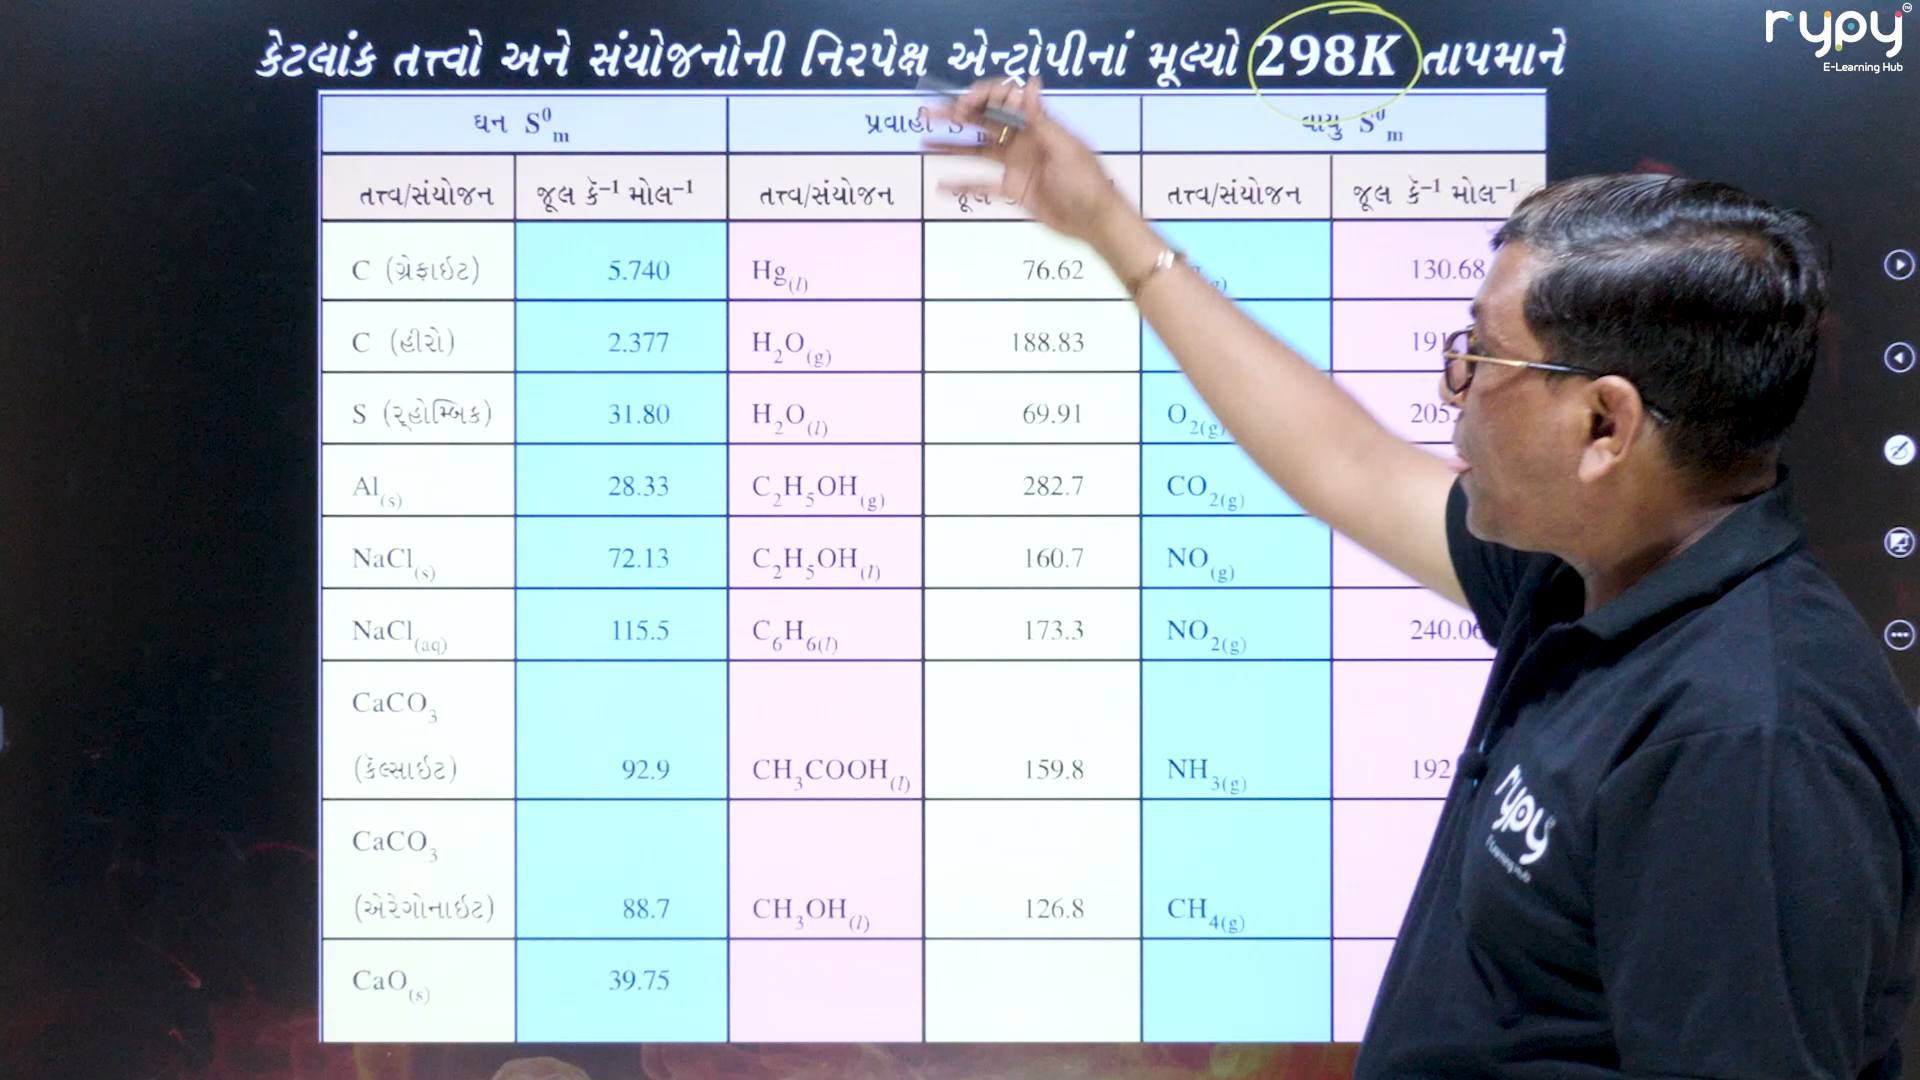 rypy
E-Learning Hub
કેટલાંક તત્ત્વો અને સંયોજનોની નિરપેક્ષ એન્ટ્રોપીનાં મૂલ્યો 298K તાપમાને
ઘન S⁰m પ્રવાહી વાયુ S⁰m
તત્ત્વ/સંયોજન જૂલ કૅ⁻¹ મોલ⁻¹ તત્ત્વ/સંયોજન જૂલ તત્ત્વ/સંયોજન જૂલ કૅ⁻¹ મોલ⁻¹
C (ગ્રેફાઇટ) 5.740 Hg(l) 76.62 130.68
C (હીરો) 2.377 H₂O(g) 188.83
S (ર્‌હોમ્બિક) 31.80 H₂O(l) 69.91 O₂(g)
Al(s) 28.33 C₂H₅OH(g) 282.7 CO₂(g)
NaCl(s) 72.13 C₂H₅OH(l) 160.7 NO(g)
NaCl(aq) 115.5 C₆H₆(l) 173.3 NO₂(g) 240.06
CaCO₃
(કૅલ્સાઇટ) 92.9 CH₃COOH(l) 159.8 NH₃(g)
CaCO₃
(એરેગોનાઇટ) 88.7 CH₃OH(l) 126.8 CH₄(g)
CaO(s) 39.75
rypy
E-Learning Hub